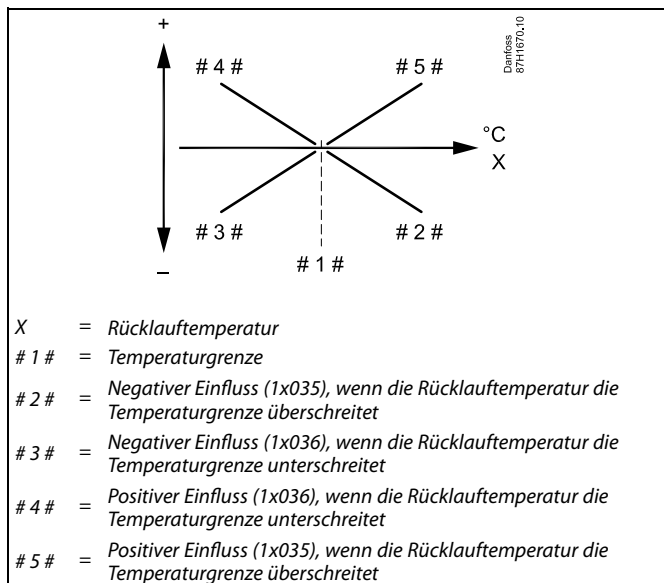 +
# 4 #
# 5 #
Danfoss
87H1670.10
°C
X
# 3 #
# 2 #
–
# 1 #
X = Rücklauftemperatur
# 1 # = Temperaturgrenze
# 2 # = Negativer Einfluss (1x035), wenn die Rücklauftemperatur die
Temperaturgrenze überschreitet
# 3 # = Negativer Einfluss (1x036), wenn die Rücklauftemperatur die
Temperaturgrenze unterschreitet
# 4 # = Positiver Einfluss (1x036), wenn die Rücklauftemperatur die
Temperaturgrenze unterschreitet
# 5 # = Positiver Einfluss (1x035), wenn die Rücklauftemperatur die
Temperaturgrenze überschreitet